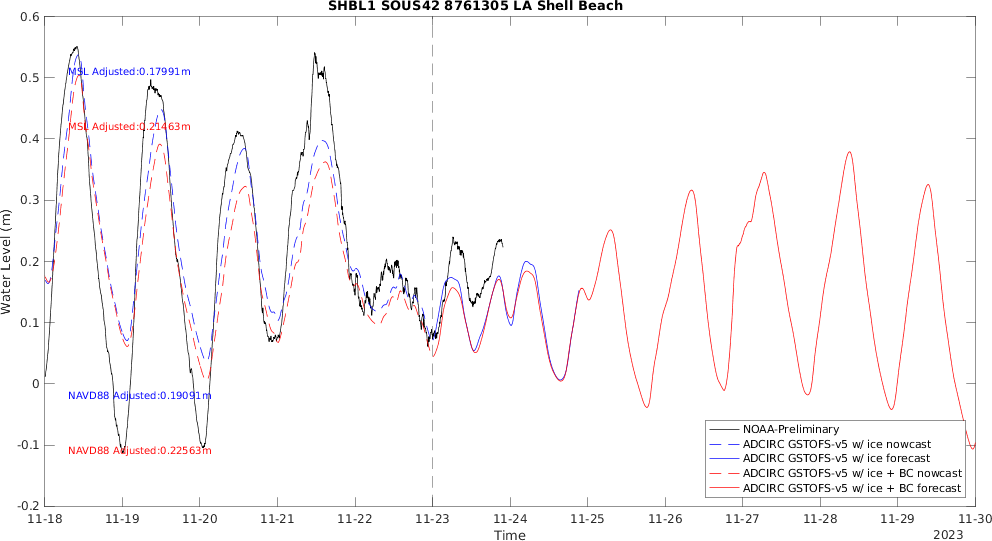 SHBL1 SOUS42 8761305 LA Shell Beach
Water Level (m)
0.6
0.5
0.4
0.3
0.2
0.1
0
-0.1
-0.2
MSL Adjusted:0.17991m
MSL Adjusted:0.21463m
NAVD88 Adjusted:0.19091m
NAVD88 Adjusted:0.22563m
NOAA-Preliminary
ADCIRC GSTOFS-v5 w/ ice nowcast
ADCIRC GSTOFS-v5 w/ ice forecast
ADCIRC GSTOFS-v5 w/ ice + BC nowcast
ADCIRC GSTOFS-v5 w/ ice + BC forecast
11-18 11-19 11-20 11-21 11-22 11-23 11-24 11-25 11-26 11-27 11-28 11-29 11-30
Time
2023